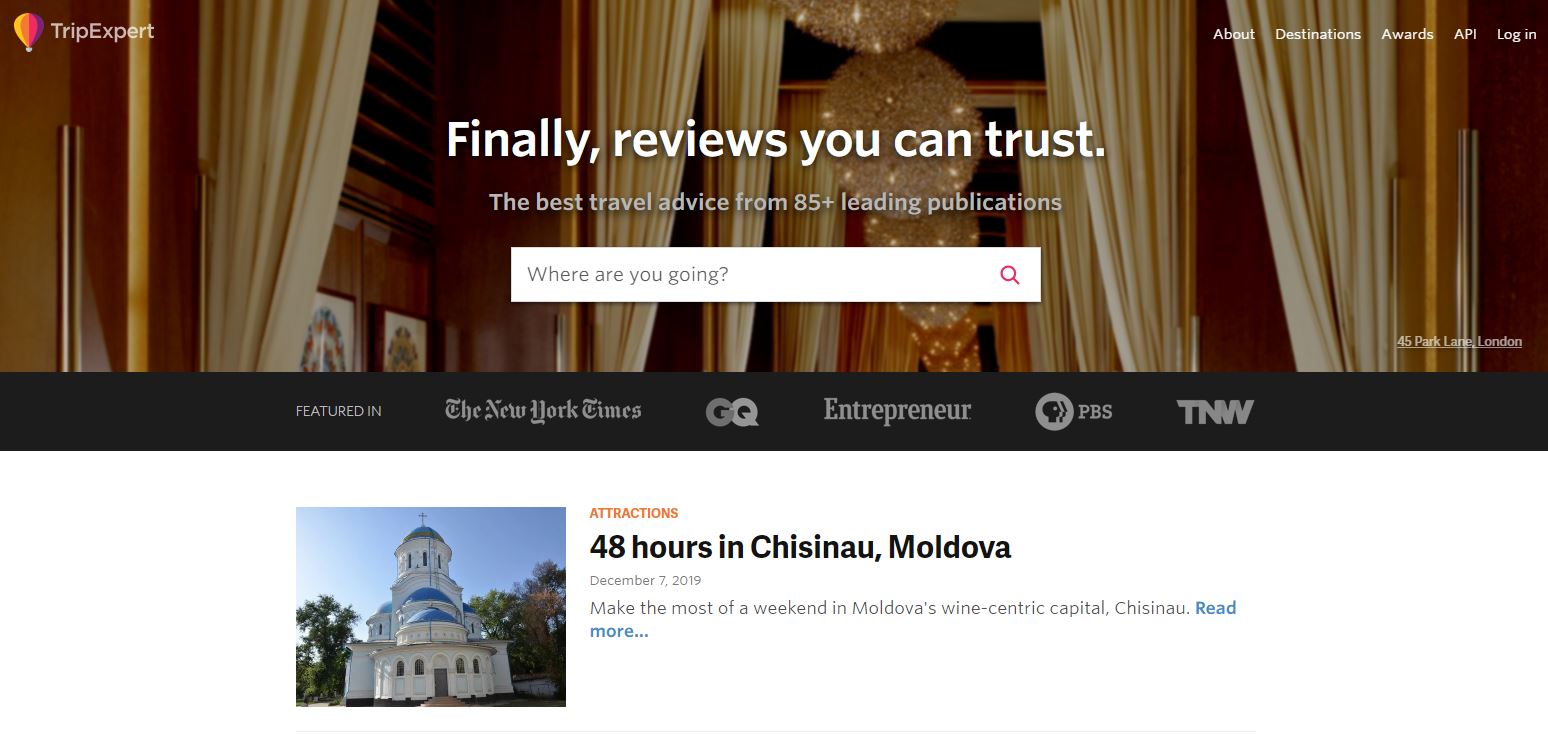 TripExpert
About Destinations Awards API Log in
Finally, reviews you can trust.
The best travel advice from 85+ leading publications
Where are you going?
45 Park Lane, London
FEATURED IN The New York Times GQ Entrepreneur PBS TNW
ATTRACTIONS
48 hours in Chisinau, Moldova
December 7, 2019
Make the most of a weekend in Moldova's wine-centric capital, Chisinau. Read
more...